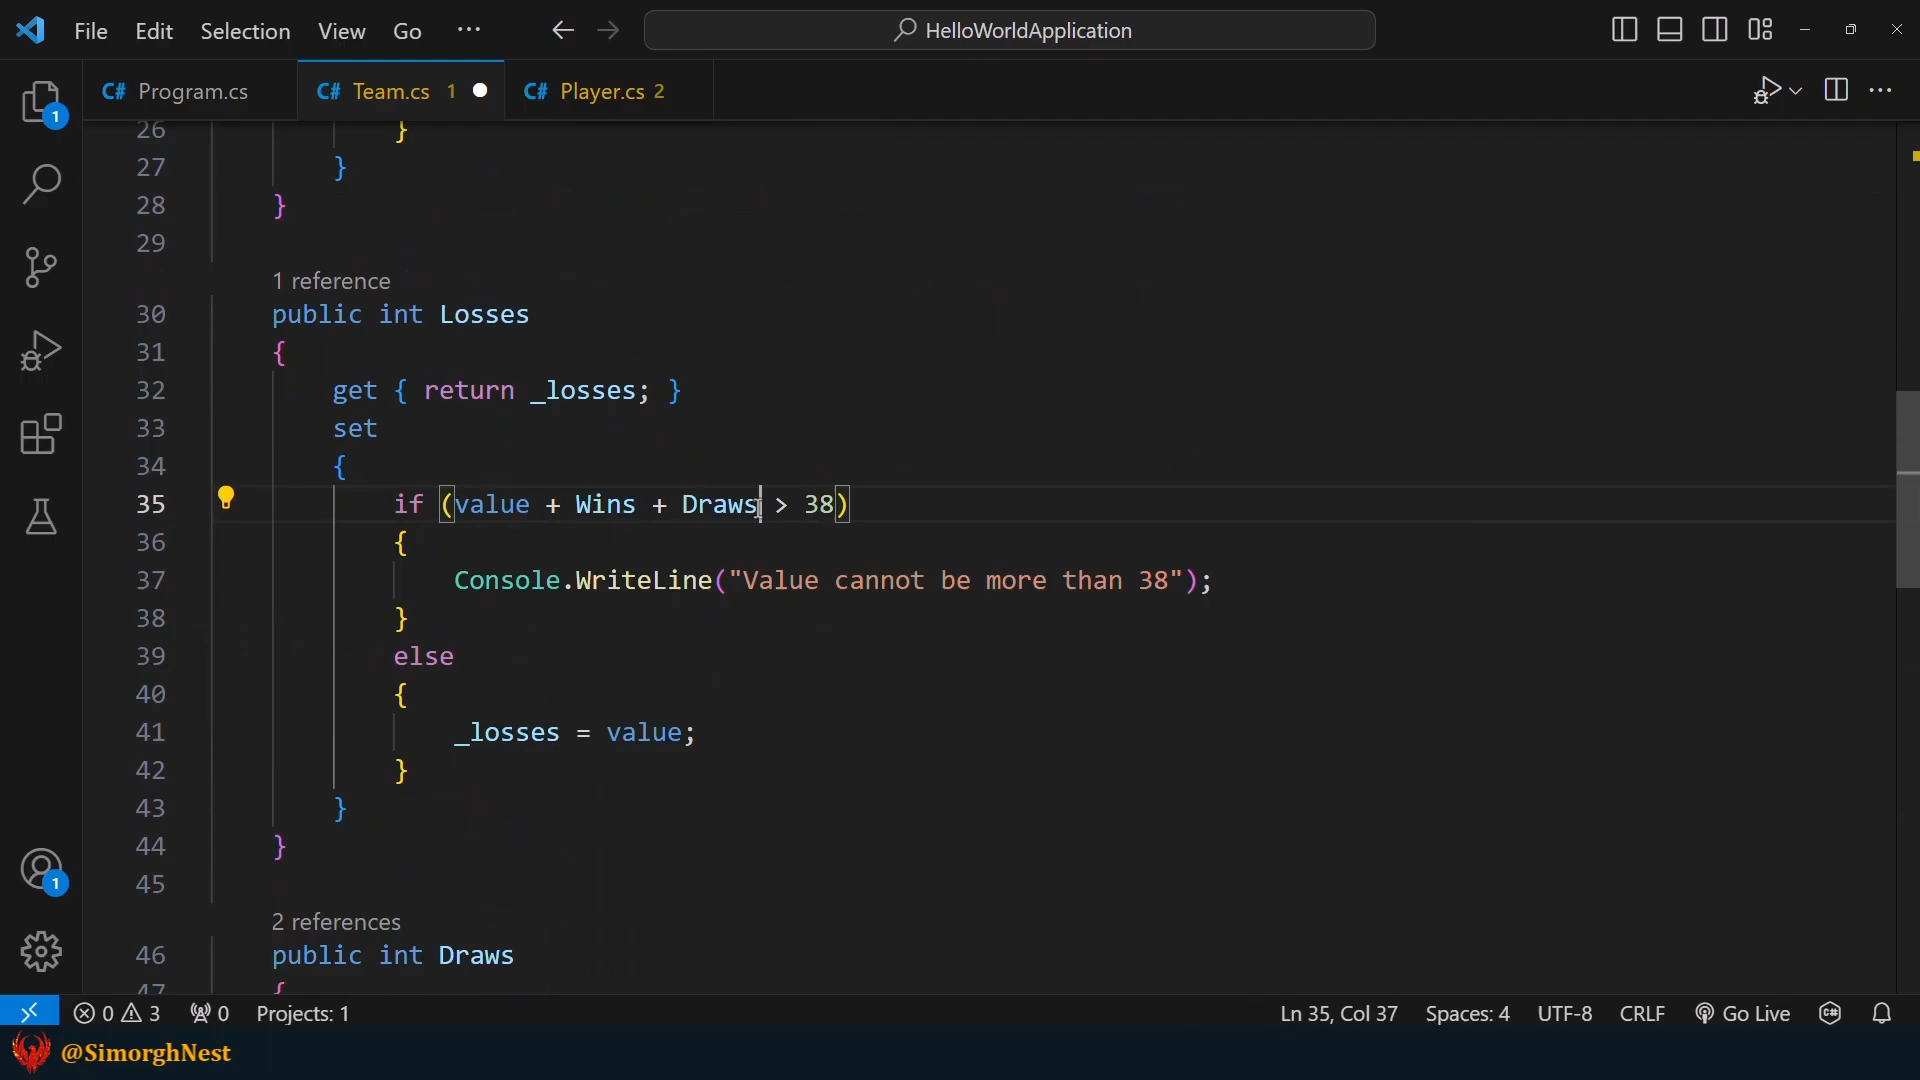 File Edit Selection View Go ··· HelloWorldApplication
C# Program.cs C# Team.cs 1 C# Player.cs 2
26 }
27 }
28 }
29
1 reference
30 public int Losses
31 {
32 get { return _losses; }
33 set
34 {
35 if (value + Wins + Draws > 38)
36 {
37 Console.WriteLine("Value cannot be more than 38");
38 }
39 else
40 {
41 _losses = value;
42 }
43 }
44 }
45
2 references
46 public int Draws
47 {
1
1
0 3 0 Projects: 1 Ln 35, Col 37 Spaces: 4 UTF-8 CRLF Go Live
@SimorghNest